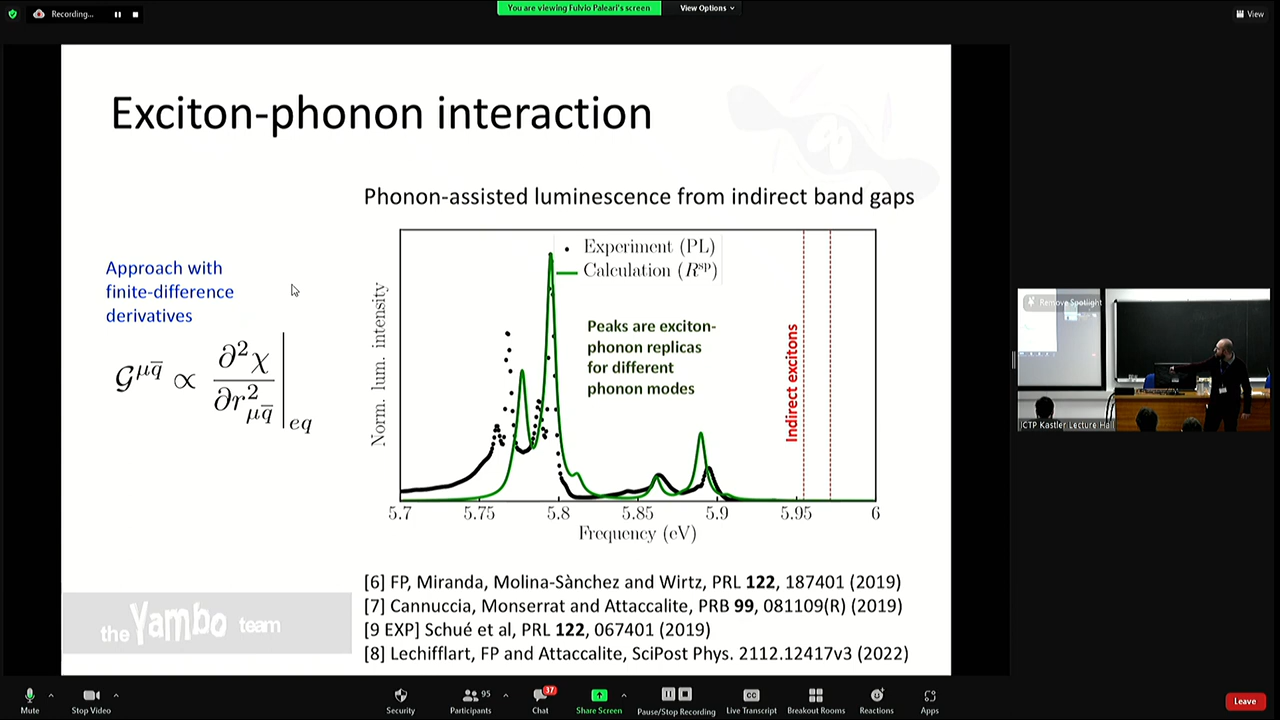 Recording...
You are viewing Fulvio Paleari's screen
View Options
View
Exciton-phonon interaction
Phonon-assisted luminescence from indirect band gaps
Approach with
finite-difference
derivatives
𝒢^{μq̅} ∝ ∂²χ / ∂r²_{μq̅} |_{eq}
Norm. lum. intensity
Experiment (PL)
Calculation (R^{sp})
Peaks are exciton-
phonon replicas
for different
phonon modes
Indirect excitons
5.7 5.75 5.8 5.85 5.9 5.95 6
Frequency (eV)
[6] FP, Miranda, Molina-Sànchez and Wirtz, PRL 122, 187401 (2019)
[7] Cannuccia, Monserrat and Attaccalite, PRB 99, 081109(R) (2019)
[9 EXP] Schué et al, PRL 122, 067401 (2019)
[8] Lechifflart, FP and Attaccalite, SciPost Phys. 2112.12417v3 (2022)
the Yambo team
Remove Spotlight
ICTP Kastler Lecture Hall
Mute
Stop Video
Security
Participants
95
Chat
37
Share Screen
Pause/Stop Recording
CC
Live Transcript
Breakout Rooms
Reactions
Apps
Leave